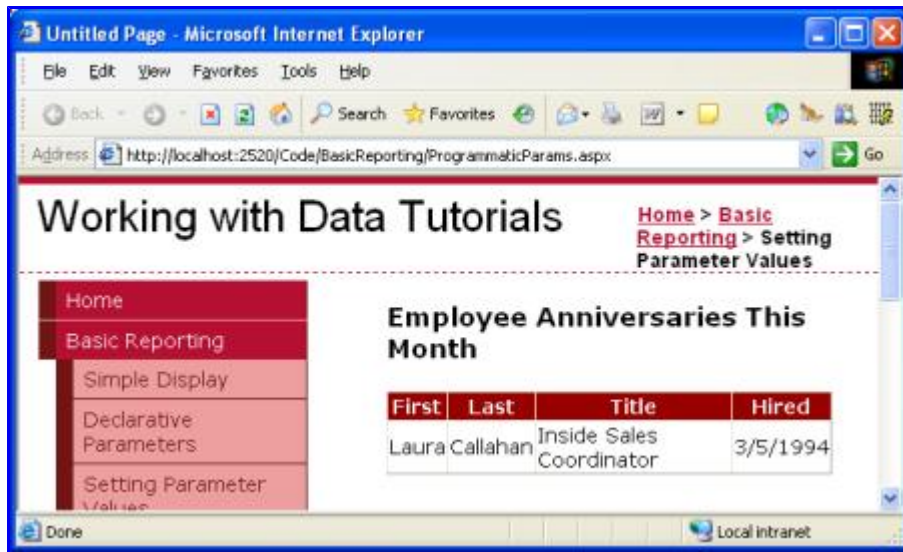 Untitled Page - Microsoft Internet Explorer
File Edit View Favorites Tools Help
Back Search Favorites
Address http://localhost:2520/Code/BasicReporting/ProgrammaticParams.aspx Go
Working with Data Tutorials
Home > Basic
Reporting > Setting
Parameter Values
Home
Basic Reporting
Simple Display
Declarative
Parameters
Setting Parameter
Values
Employee Anniversaries This
Month
First Last Title Hired
Laura Callahan Inside Sales
Coordinator 3/5/1994
Done Local intranet